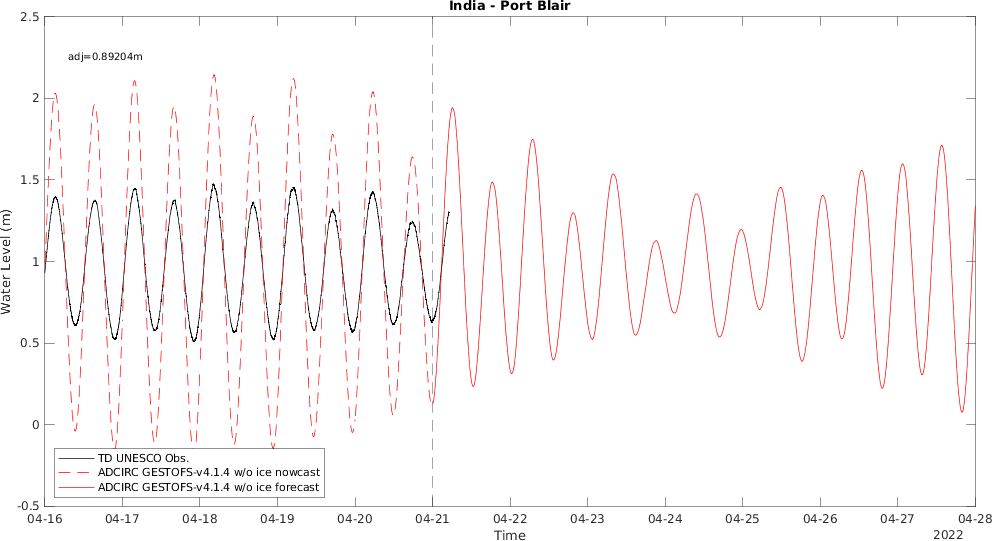 India - Port Blair
adj=0.89204m
2.5
2
1.5
1
0.5
0
-0.5
Water Level (m)
TD UNESCO Obs.
ADCIRC GESTOFS-v4.1.4 w/o ice nowcast
ADCIRC GESTOFS-v4.1.4 w/o ice forecast
04-16 04-17 04-18 04-19 04-20 04-21 04-22 04-23 04-24 04-25 04-26 04-27 04-28
Time
2022